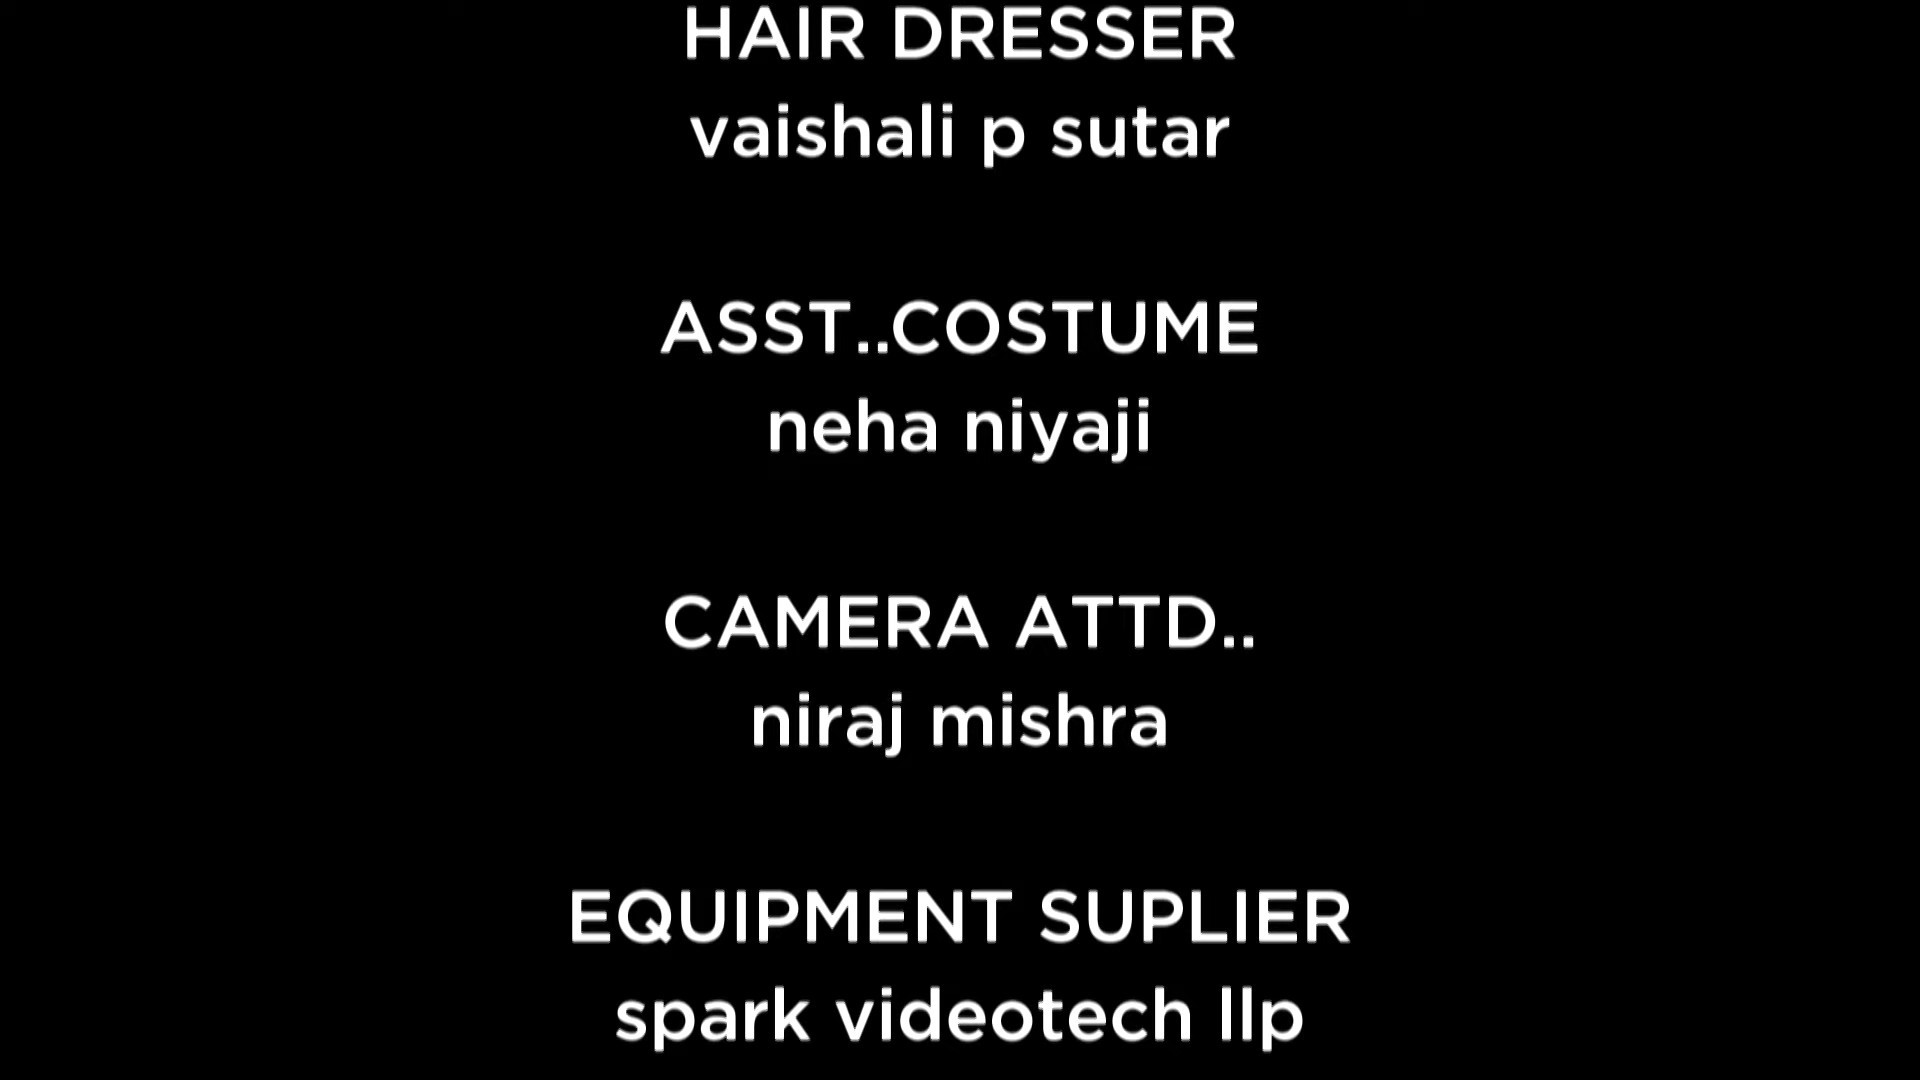 HAIR DRESSER
vaishali p sutar
ASST..COSTUME
neha niyaji
CAMERA ATTD..
niraj mishra
EQUIPMENT SUPLIER
spark videotech llp